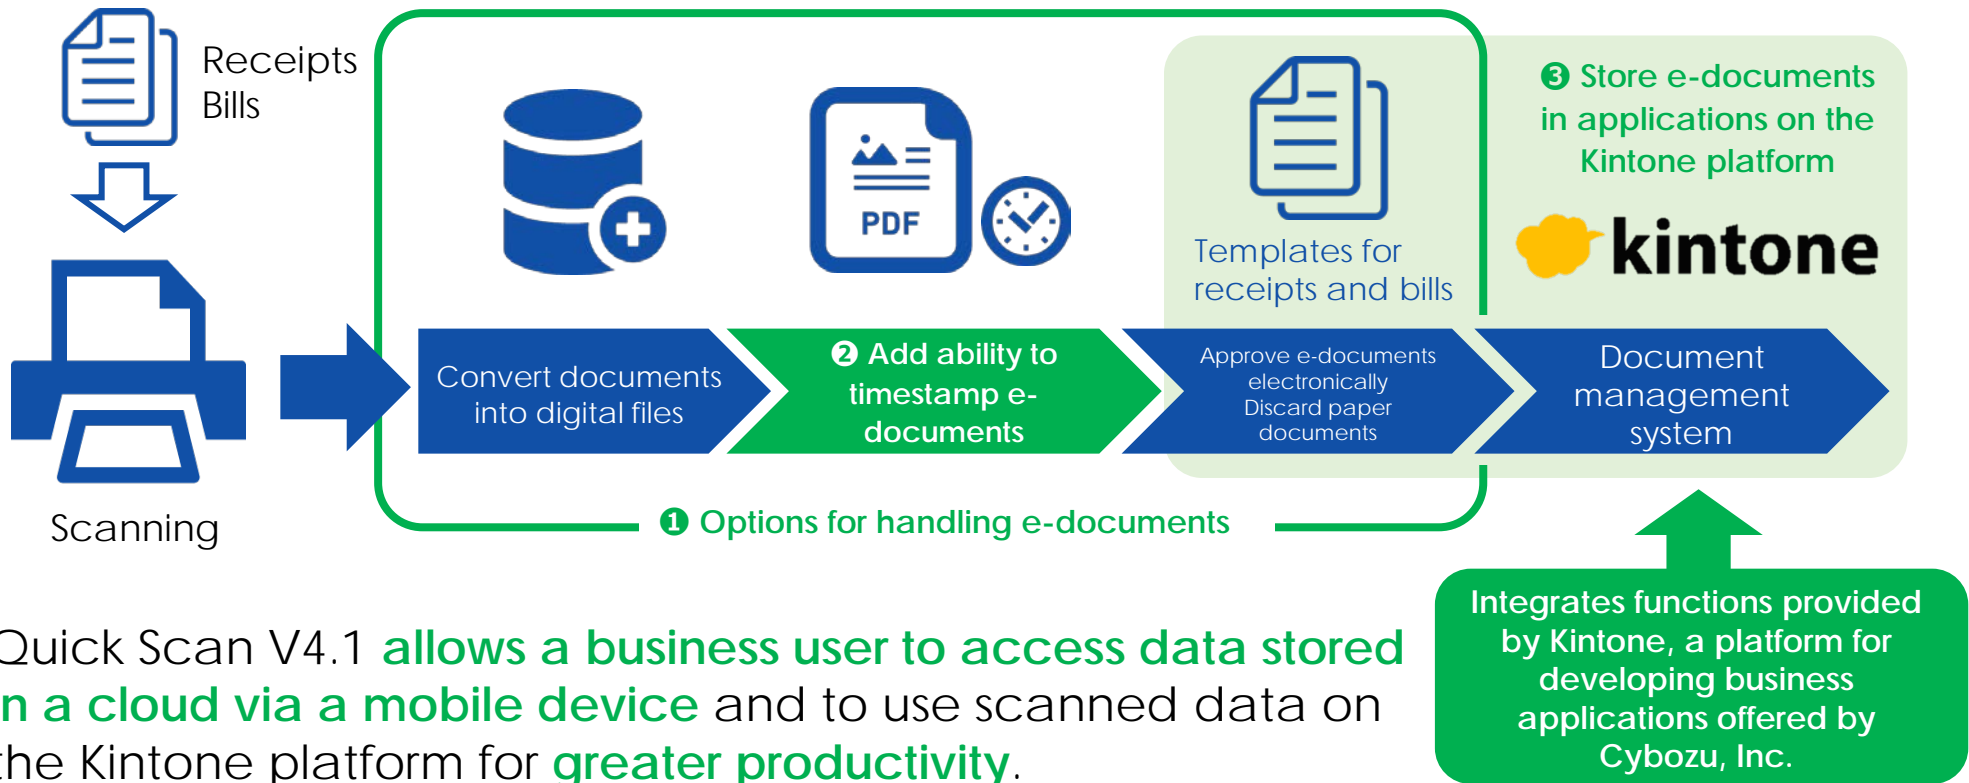 Receipts
Bills
Scanning
PDF
Templates for
receipts and bills
❸ Store e-documents
in applications on the
Kintone platform
kintone
Convert documents
into digital files
❷ Add ability to
timestamp e-
documents
Approve e-documents
electronically
Discard paper
documents
Document
management
system
❶ Options for handling e-documents
Quick Scan V4.1 allows a business user to access data stored
in a cloud via a mobile device and to use scanned data on
the Kintone platform for greater productivity.
Integrates functions provided
by Kintone, a platform for
developing business
applications offered by
Cybozu, Inc.